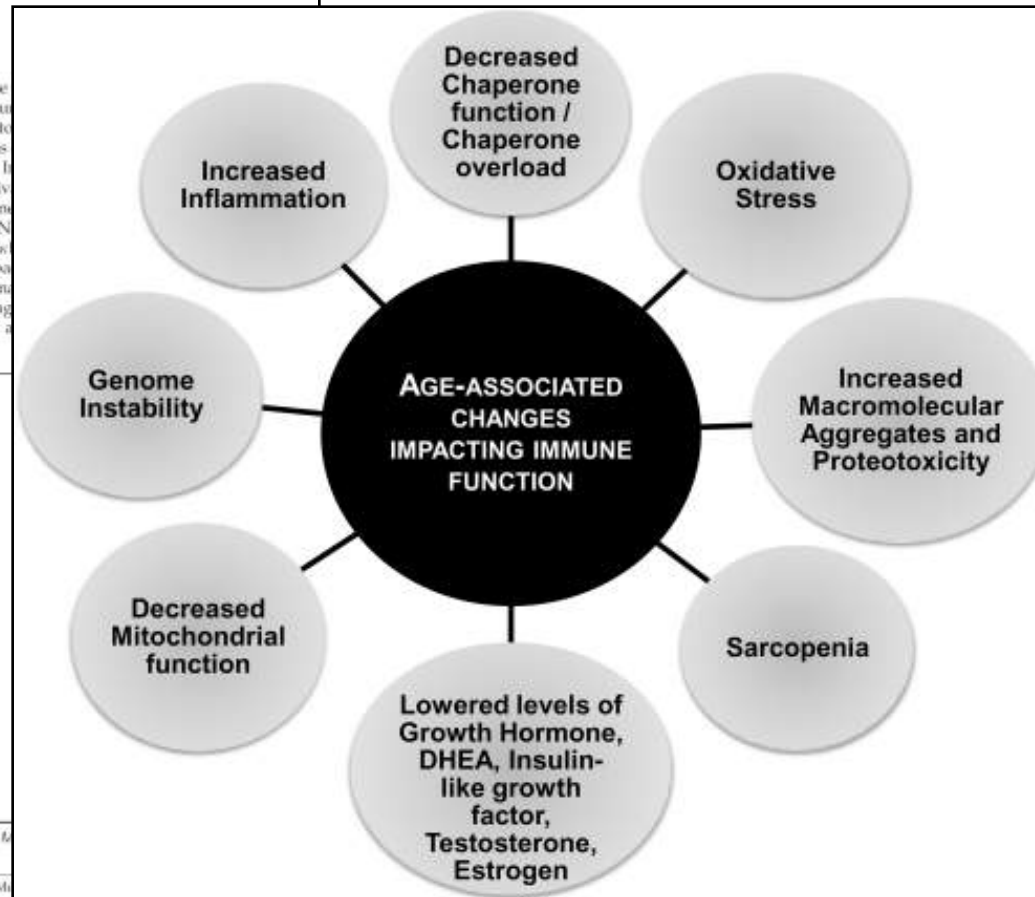 Decreased
Chaperone
function /
Chaperone
overload
Oxidative
Stress
Increased
Macromolecular
Aggregates and
Proteotoxicity
Sarcopenia
Lowered levels of
Growth Hormone,
DHEA, Insulin-
like growth
factor,
Testosterone,
Estrogen
Decreased
Mitochondrial
function
Genome
Instability
Increased
Inflammation
AGE-ASSOCIATED
CHANGES
IMPACTING IMMUNE
FUNCTION